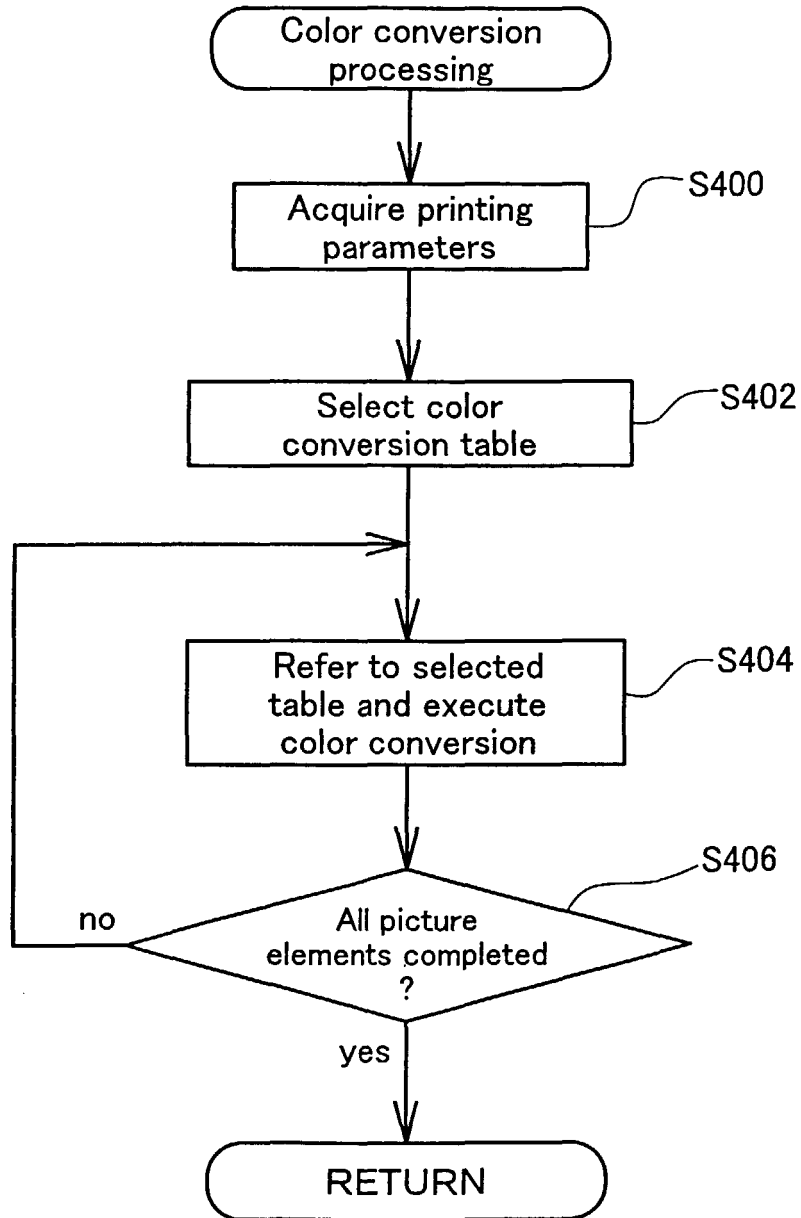 Color conversion
processing
S400
Acquire printing
parameters
S402
Select color
conversion table
S404
Refer to selected
table and execute
color conversion
S406
All picture
elements completed
?
no
yes
RETURN